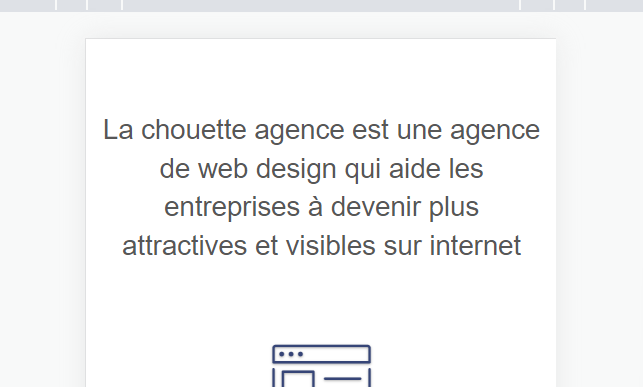 La chouette agence est une agence
de web design qui aide les
entreprises à devenir plus
attractives et visibles sur internet